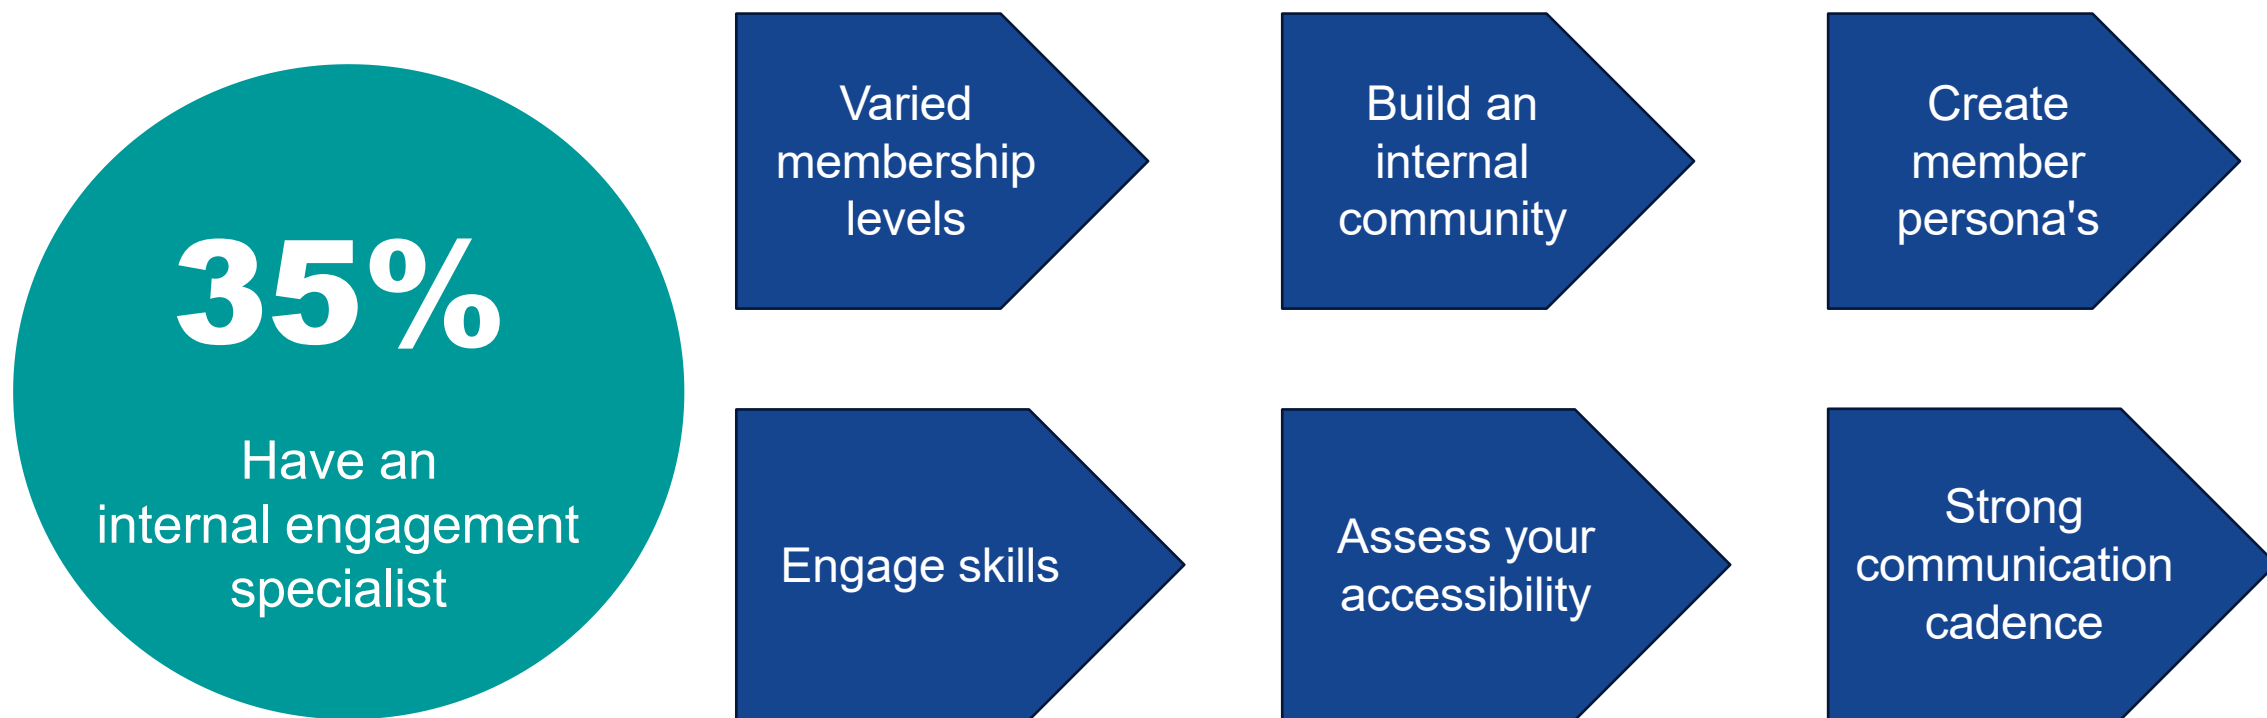 35%
Have an
internal engagement
specialist
Varied
membership
levels
Build an
internal
community
Create
member
persona's
Engage skills
Assess your
accessibility
Strong
communication
cadence